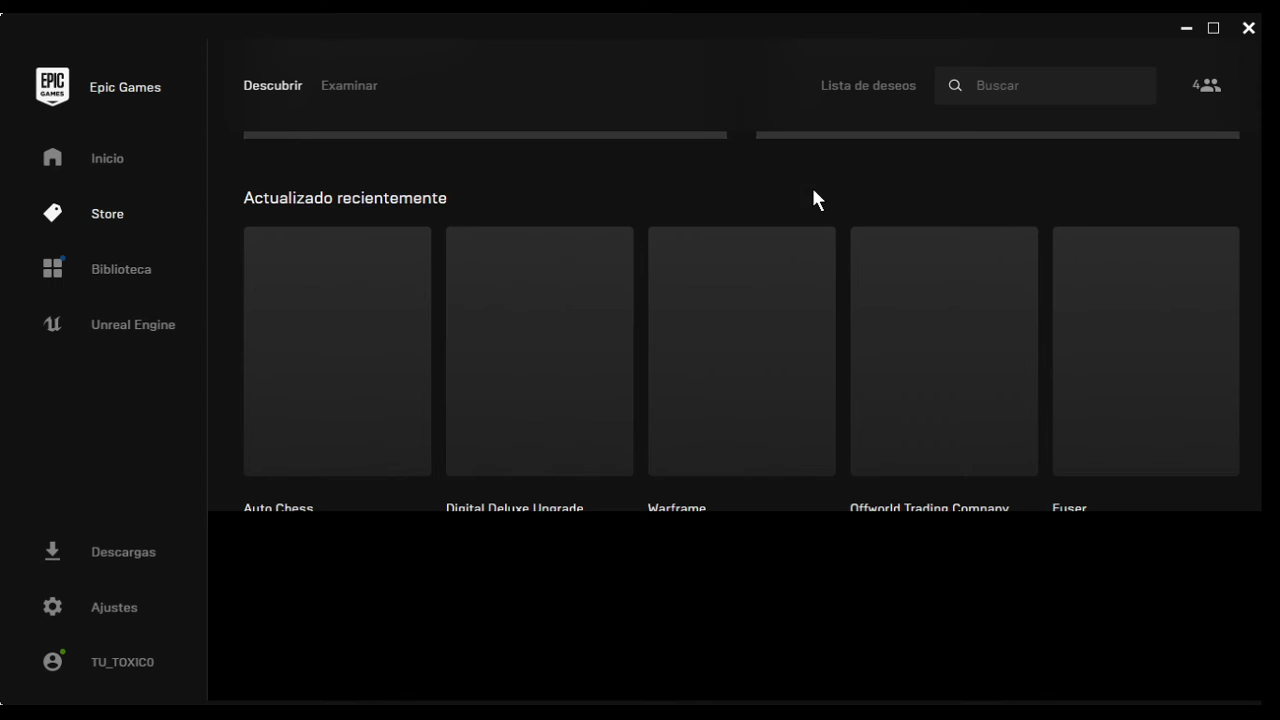 EPIC GAMES
Epic Games
Descubrir
Examinar
Lista de deseos
Buscar
4
Inicio
Store
Biblioteca
Unreal Engine
Actualizado recientemente
Auto Chess
Digital Deluxe Upgrade
Warframe
Offworld Trading Company
Fuser
Descargas
Ajustes
TU_TOXIC0